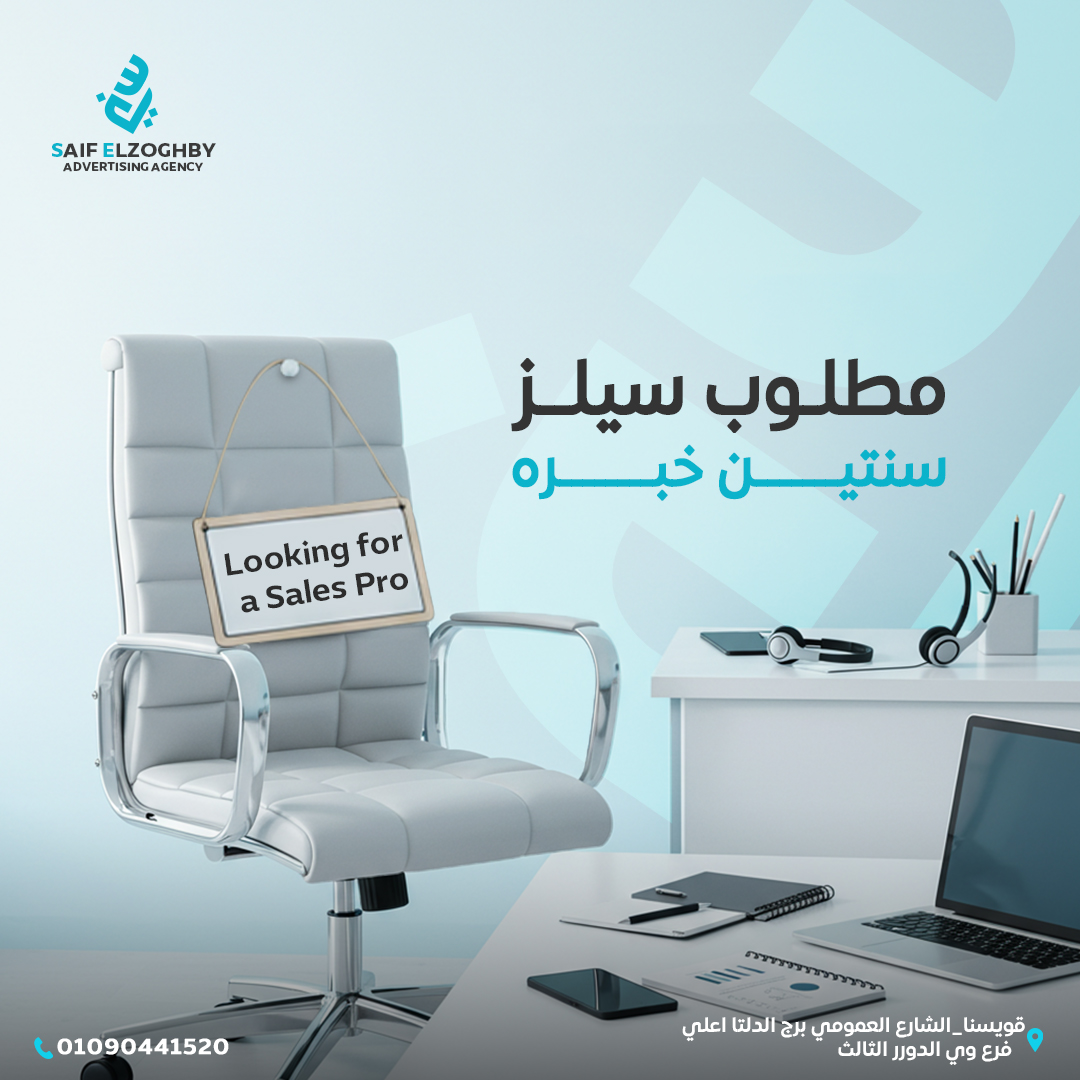 SAIF ELZOGHBY
ADVERTISING AGENCY
مطلوب سيلز
سنتين خبره
Looking for
a Sales Pro
قويسنا_الشارع العمومي برج الدلتا اعلي
فرع وي الدورر الثالث
01090441520